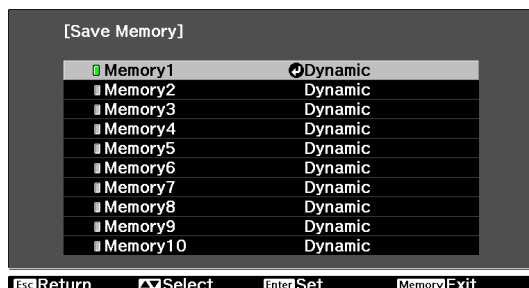 [Save Memory]
Memory1 Dynamic
Memory2 Dynamic
Memory3 Dynamic
Memory4 Dynamic
Memory5 Dynamic
Memory6 Dynamic
Memory7 Dynamic
Memory8 Dynamic
Memory9 Dynamic
Memory10 Dynamic
Esc Return Select Enter Set Memory Exit